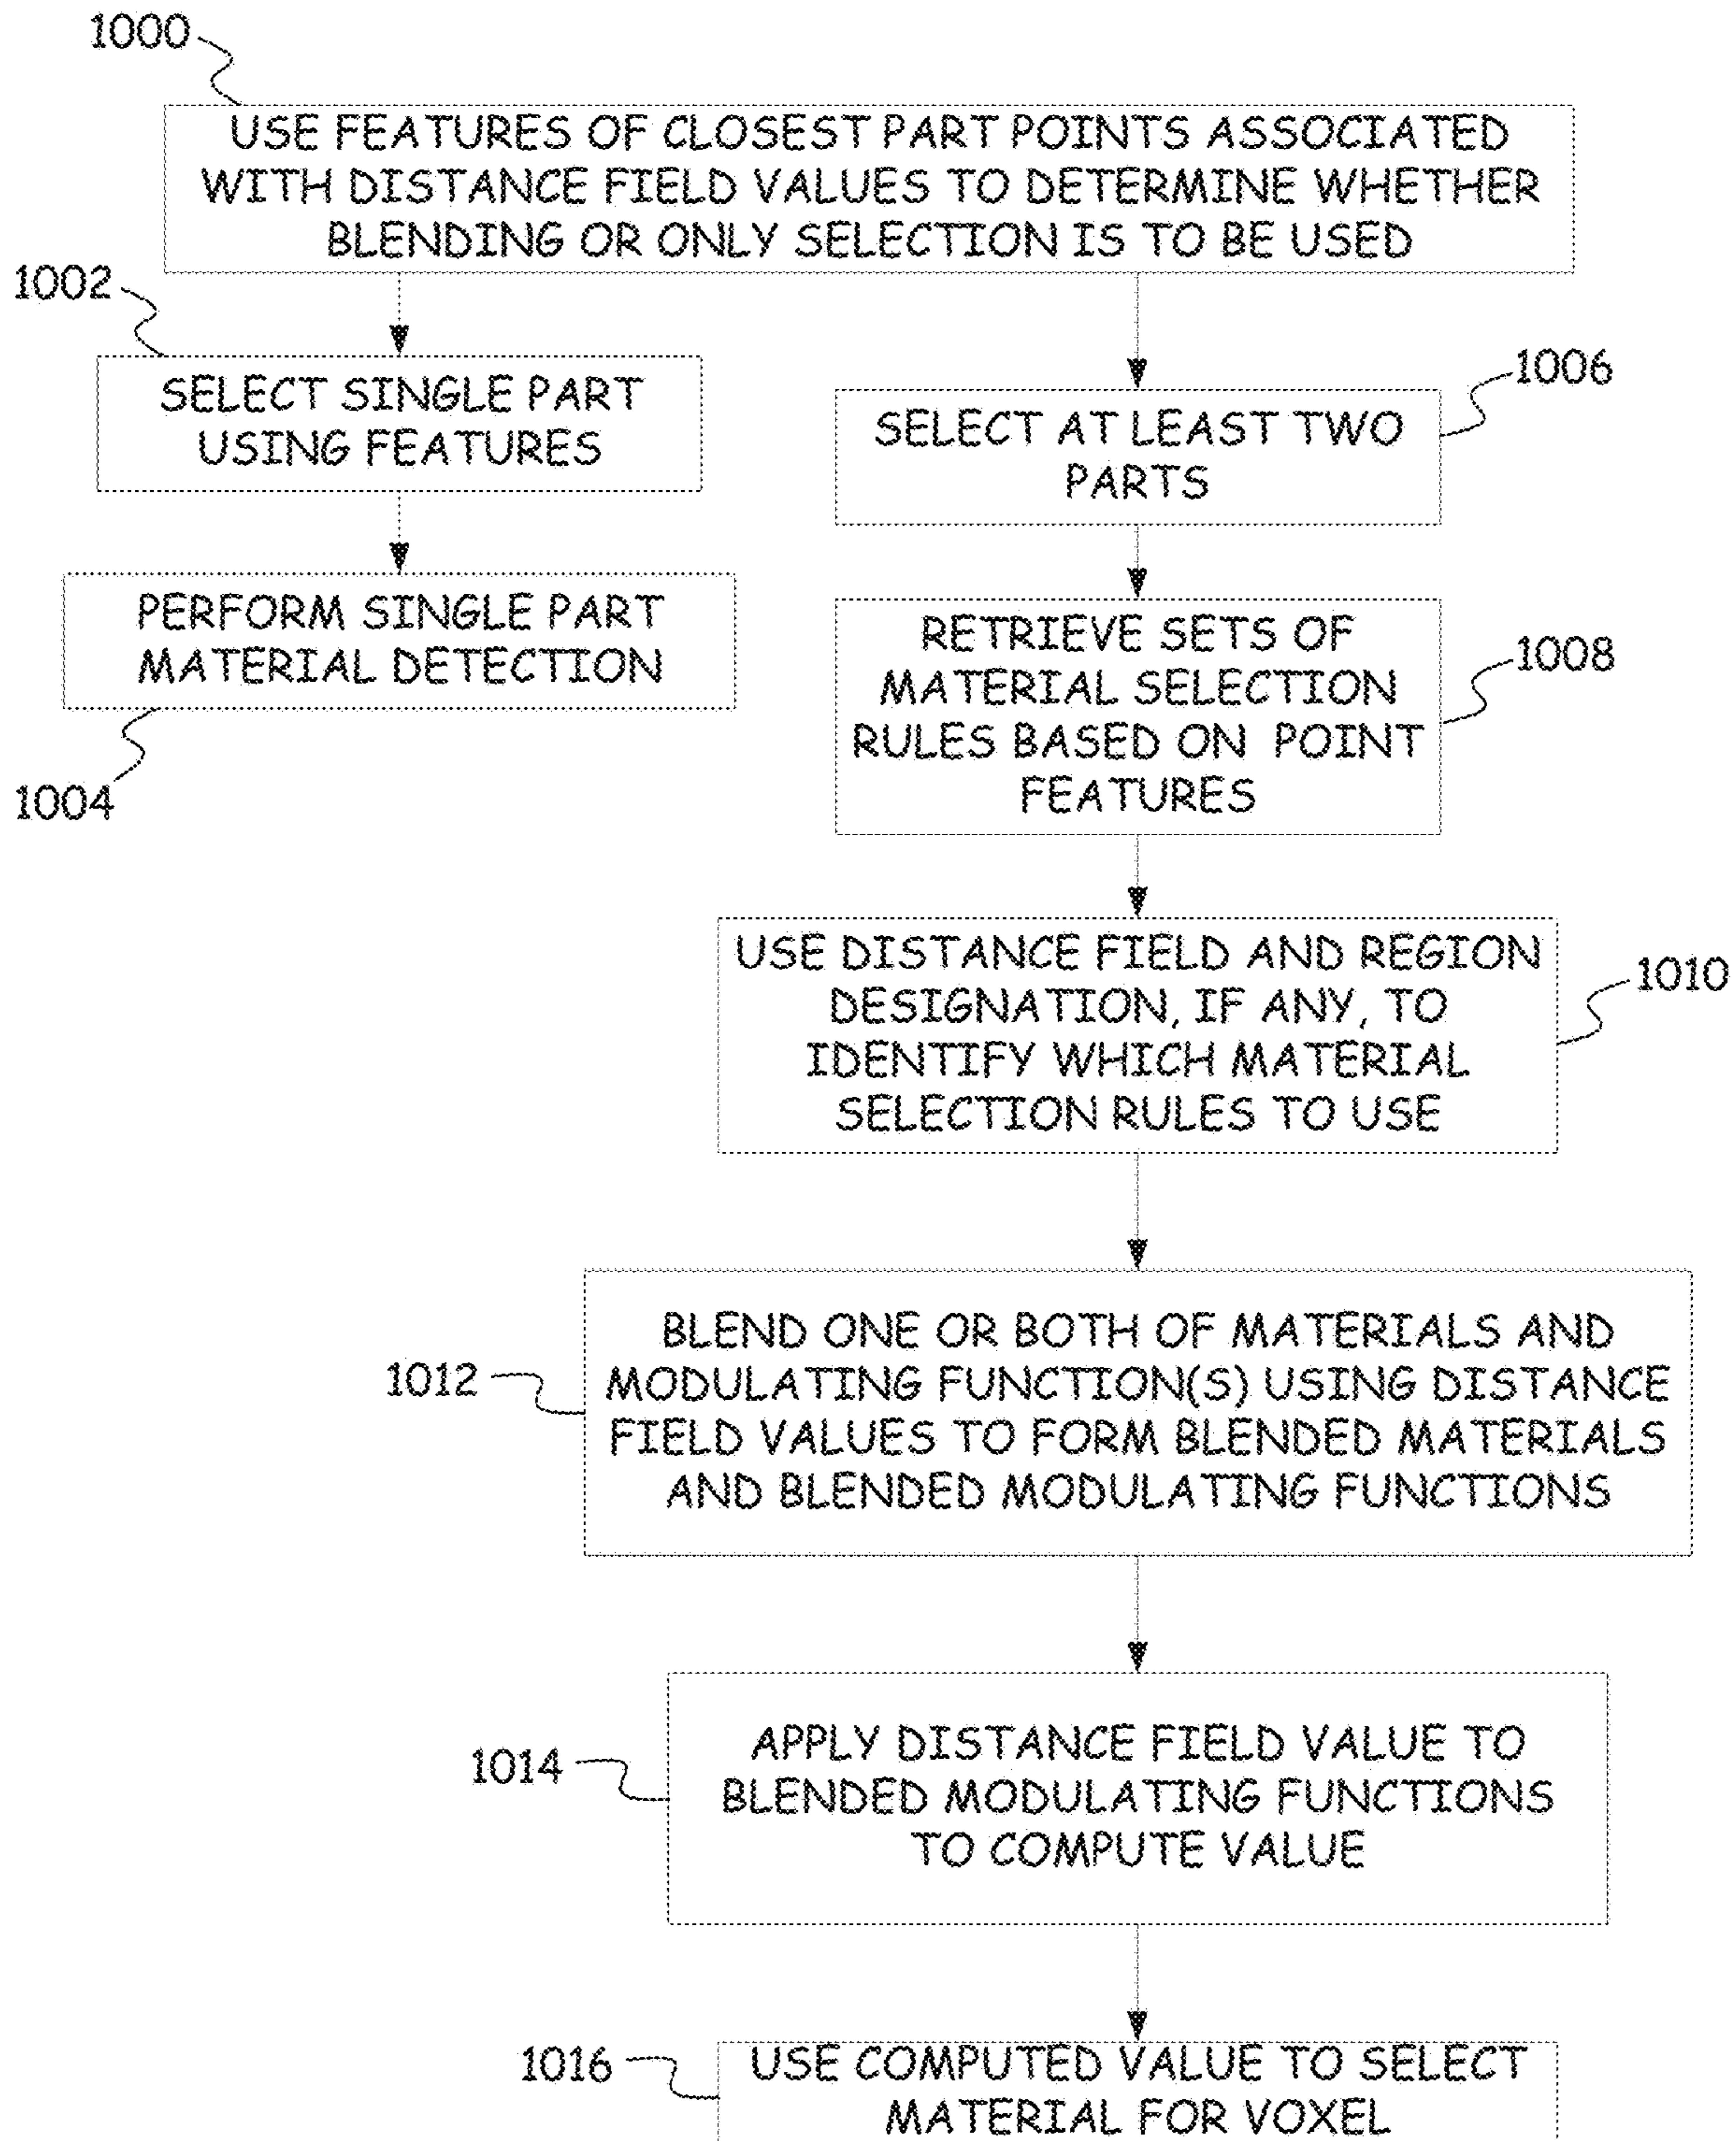 1000
USE FEATURES OF CLOSEST PART POINTS ASSOCIATED
WITH DISTANCE FIELD VALUES TO DETERMINE WHETHER
BLENDING OR ONLY SELECTION IS TO BE USED
1002
SELECT SINGLE PART
USING FEATURES
PERFORM SINGLE PART
MATERIAL DETECTION
1004
1006
SELECT AT LEAST TWO
PARTS
RETRIEVE SETS OF
MATERIAL SELECTION
RULES BASED ON POINT
FEATURES
1008
USE DISTANCE FIELD AND REGION
DESIGNATION, IF ANY, TO
IDENTIFY WHICH MATERIAL
SELECTION RULES TO USE
1010
BLEND ONE OR BOTH OF MATERIALS AND
MODULATING FUNCTION(S) USING DISTANCE
FIELD VALUES TO FORM BLENDED MATERIALS
AND BLENDED MODULATING FUNCTIONS
1012
APPLY DISTANCE FIELD VALUE TO
BLENDED MODULATING FUNCTIONS
TO COMPUTE VALUE
1014
USE COMPUTED VALUE TO SELECT
MATERIAL FOR VOXEL
1016